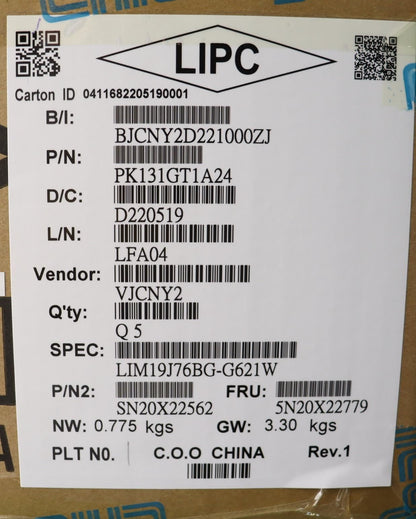 LIPC
Carton ID 0411682205190001
B/I:
BJCNY2D221000ZJ
P/N:
PK131GT1A24
D/C:
D220519
L/N:
LFA04
Vendor:
VJCNY2
Q'ty:
Q 5
SPEC:
LIM19J76BG-G621W
P/N2: FRU:
SN20X22562 5N20X22779
NW: 0.775 kgs GW: 3.30 kgs
PLT N0. C.O.O CHINA Rev.1